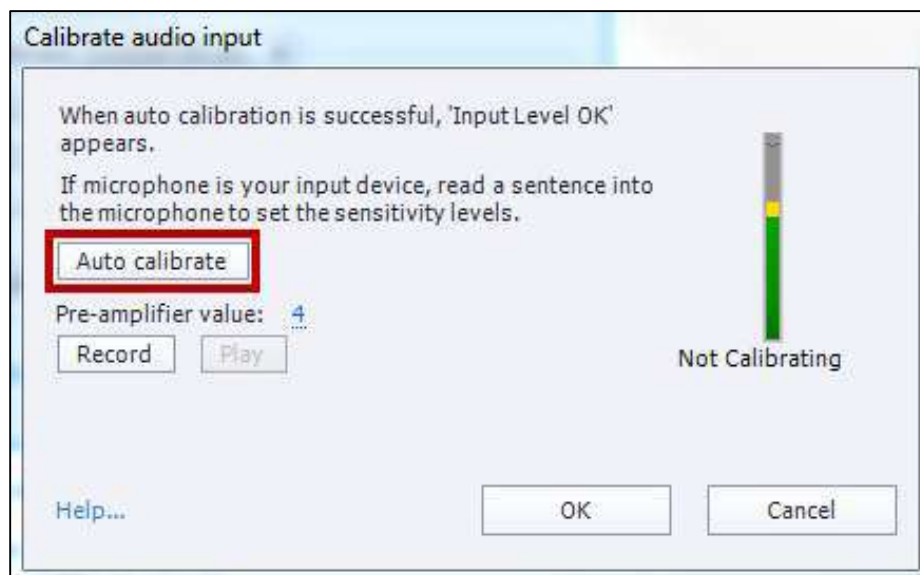 Calibrate audio input
When auto calibration is successful, 'Input Level OK'
appears.
If microphone is your input device, read a sentence into
the microphone to set the sensitivity levels.
Auto calibrate
Pre-amplifier value: 4
Record Play
Not Calibrating
Help... OK Cancel